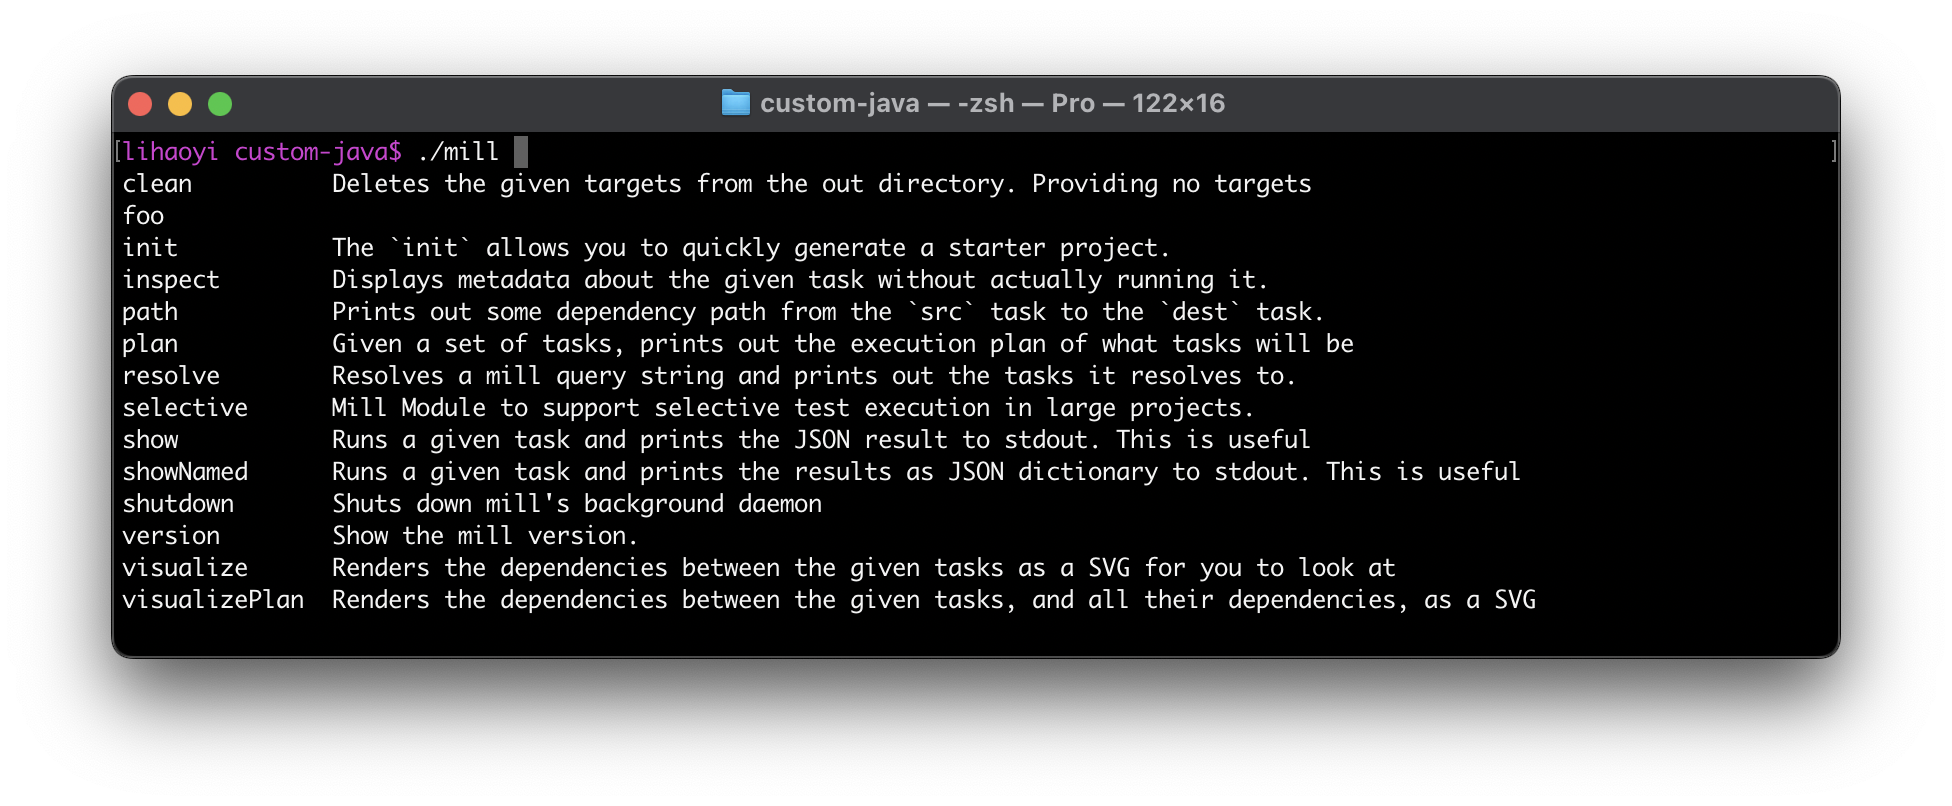 custom-java — -zsh — Pro — 122×16
[lihaoyi custom-java$ ./mill ]
clean          Deletes the given targets from the out directory. Providing no targets
foo
init           The `init` allows you to quickly generate a starter project.
inspect        Displays metadata about the given task without actually running it.
path           Prints out some dependency path from the `src` task to the `dest` task.
plan           Given a set of tasks, prints out the execution plan of what tasks will be
resolve        Resolves a mill query string and prints out the tasks it resolves to.
selective      Mill Module to support selective test execution in large projects.
show           Runs a given task and prints the JSON result to stdout. This is useful
showNamed      Runs a given task and prints the results as JSON dictionary to stdout. This is useful
shutdown       Shuts down mill's background daemon
version        Show the mill version.
visualize      Renders the dependencies between the given tasks as a SVG for you to look at
visualizePlan  Renders the dependencies between the given tasks, and all their dependencies, as a SVG